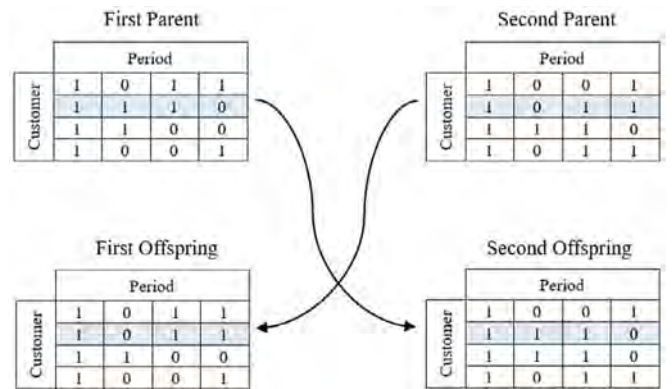 First Parent
Second Parent
Period
Customer
1 0 1 1
1 1 1 0
1 1 0 0
1 0 0 1
Period
Customer
1 0 0 1
1 0 1 1
1 1 1 0
1 0 1 1
First Offspring
Second Offspring
Period
Customer
1 0 1 1
1 0 1 1
1 1 0 0
1 0 0 1
Period
Customer
1 0 0 1
1 1 1 0
1 1 1 0
1 0 1 1